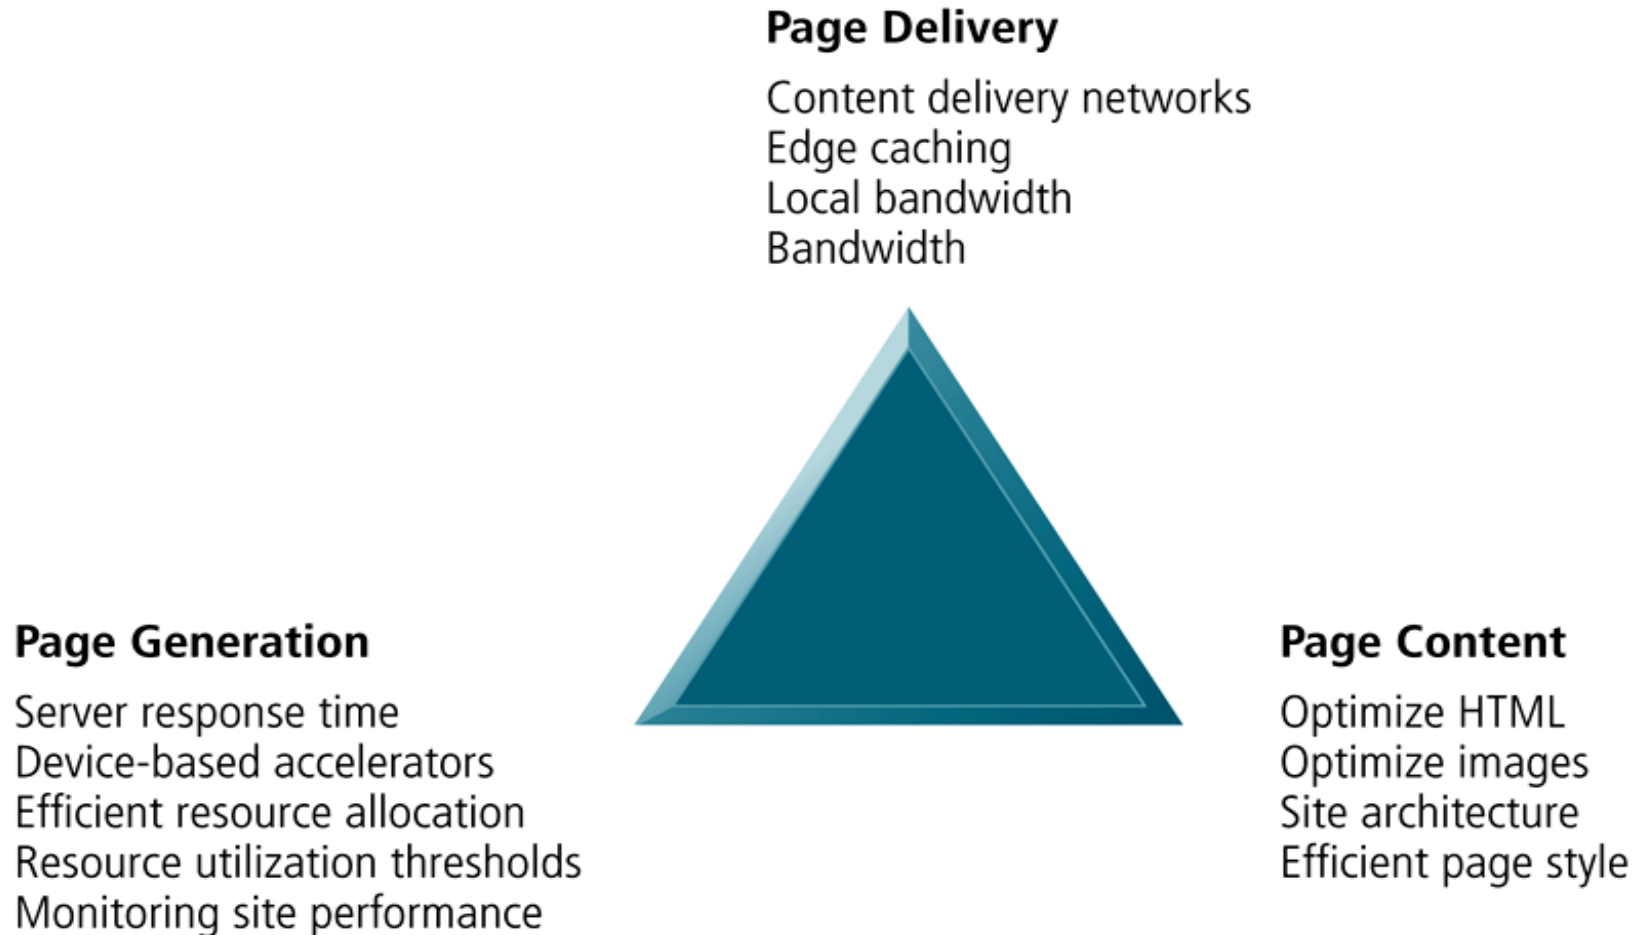 Page Delivery
Content delivery networks
Edge caching
Local bandwidth
Bandwidth
Page Generation
Server response time
Device-based accelerators
Efficient resource allocation
Resource utilization thresholds
Monitoring site performance
Page Content
Optimize HTML
Optimize images
Site architecture
Efficient page style